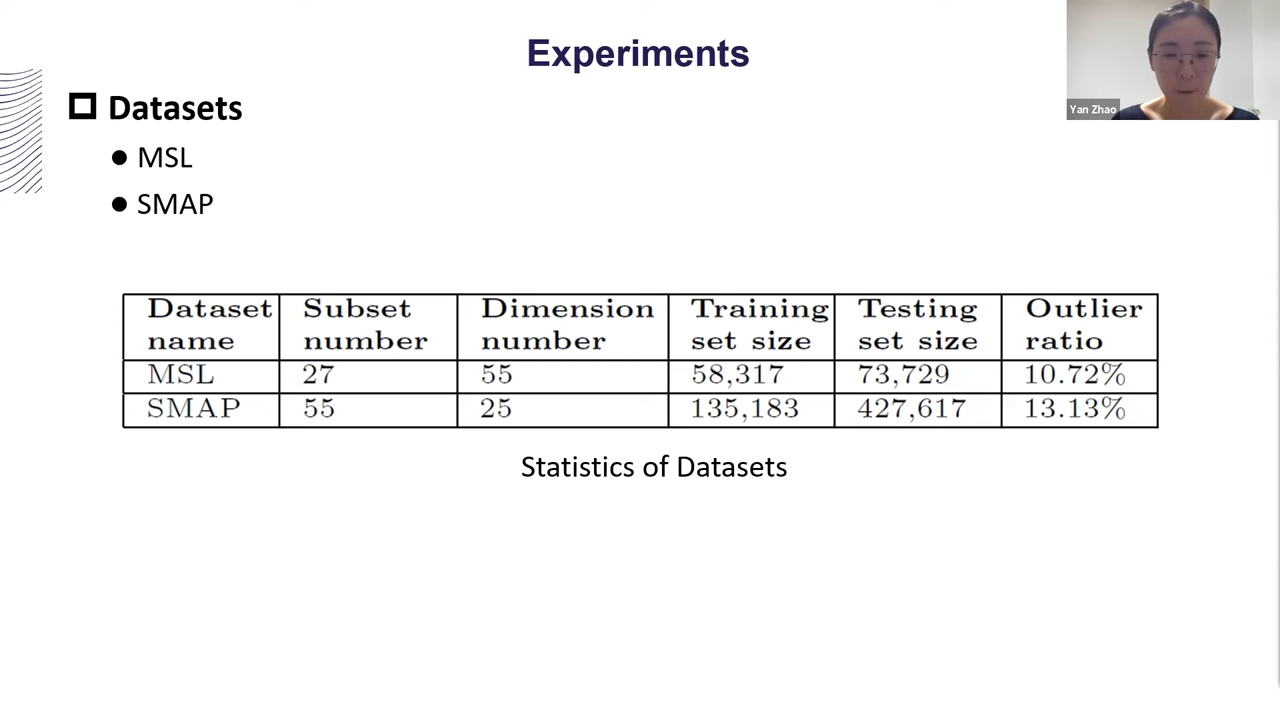 Experiments
Yan Zhao
Datasets
● MSL
● SMAP
Dataset name Subset number Dimension number Training set size Testing set size Outlier ratio
MSL 27 55 58,317 73,729 10.72%
SMAP 55 25 135,183 427,617 13.13%
Statistics of Datasets